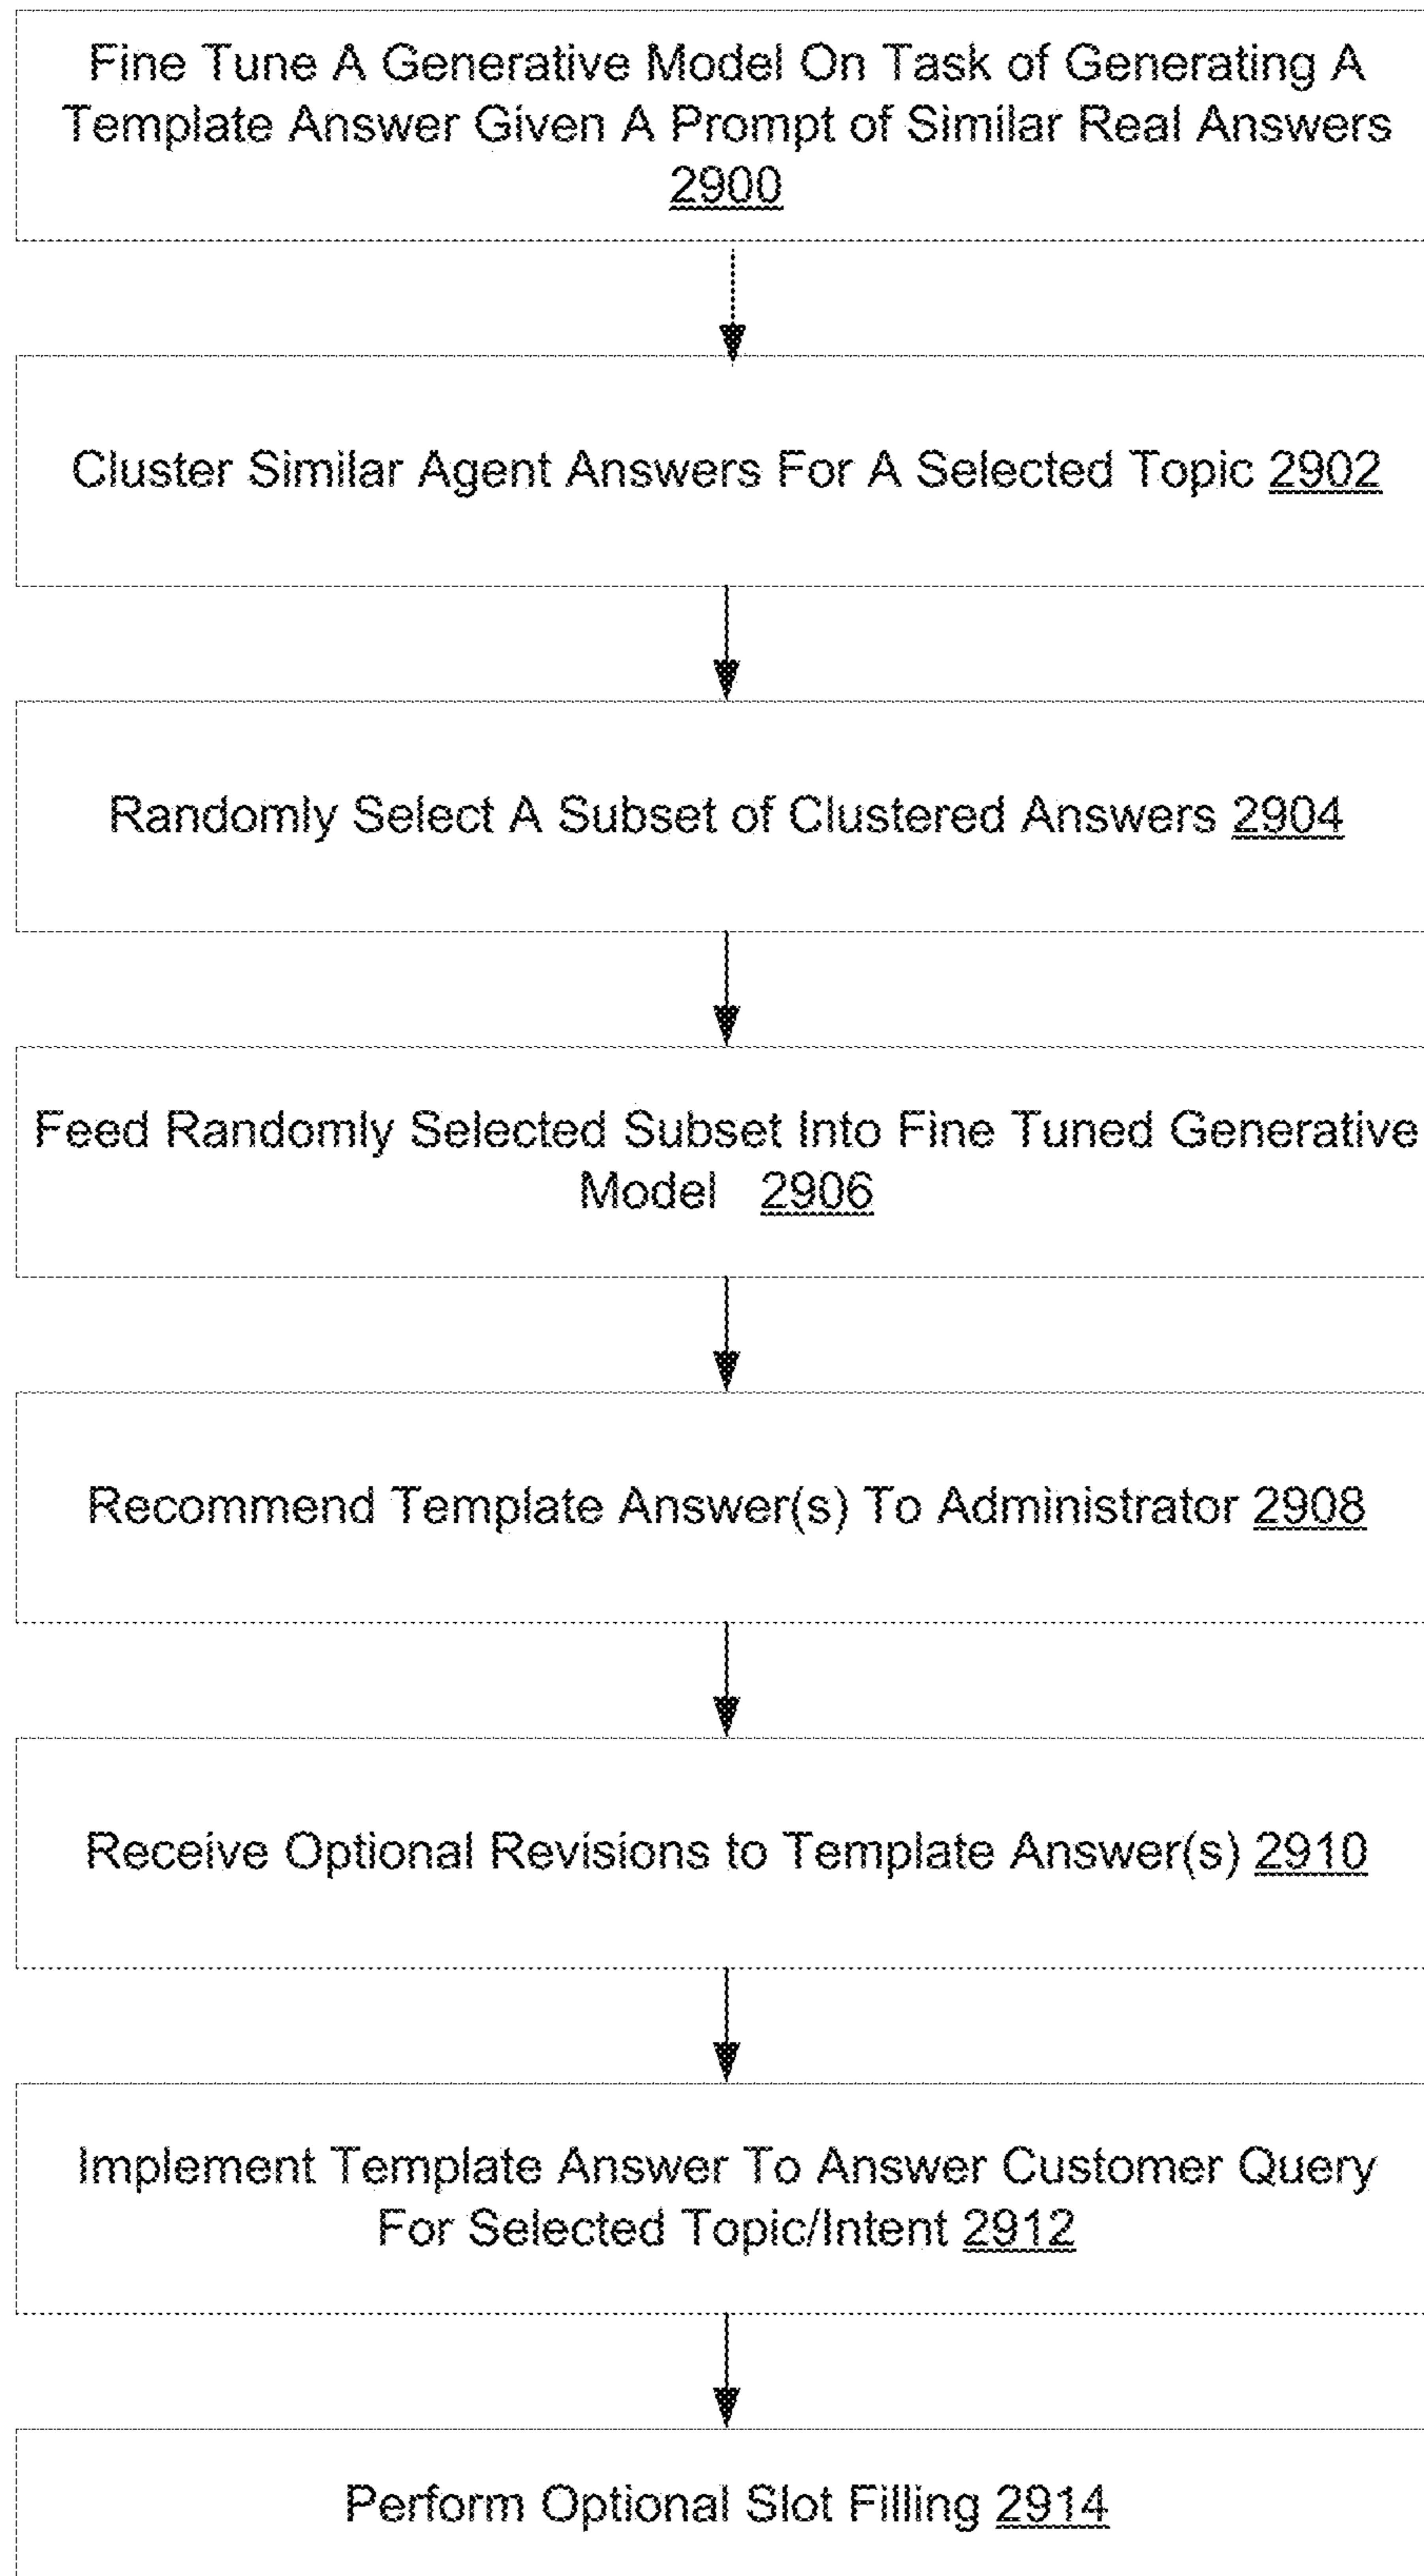 Fine Tune A Generative Model On Task of Generating A
Template Answer Given A Prompt of Similar Real Answers
2900
Cluster Similar Agent Answers For A Selected Topic 2902
Randomly Select A Subset of Clustered Answers 2904
Feed Randomly Selected Subset Into Fine Tuned Generative
Model 2906
Recommend Template Answer(s) To Administrator 2908
Receive Optional Revisions to Template Answer(s) 2910
Implement Template Answer To Answer Customer Query
For Selected Topic/Intent 2912
Perform Optional Slot Filling 2914